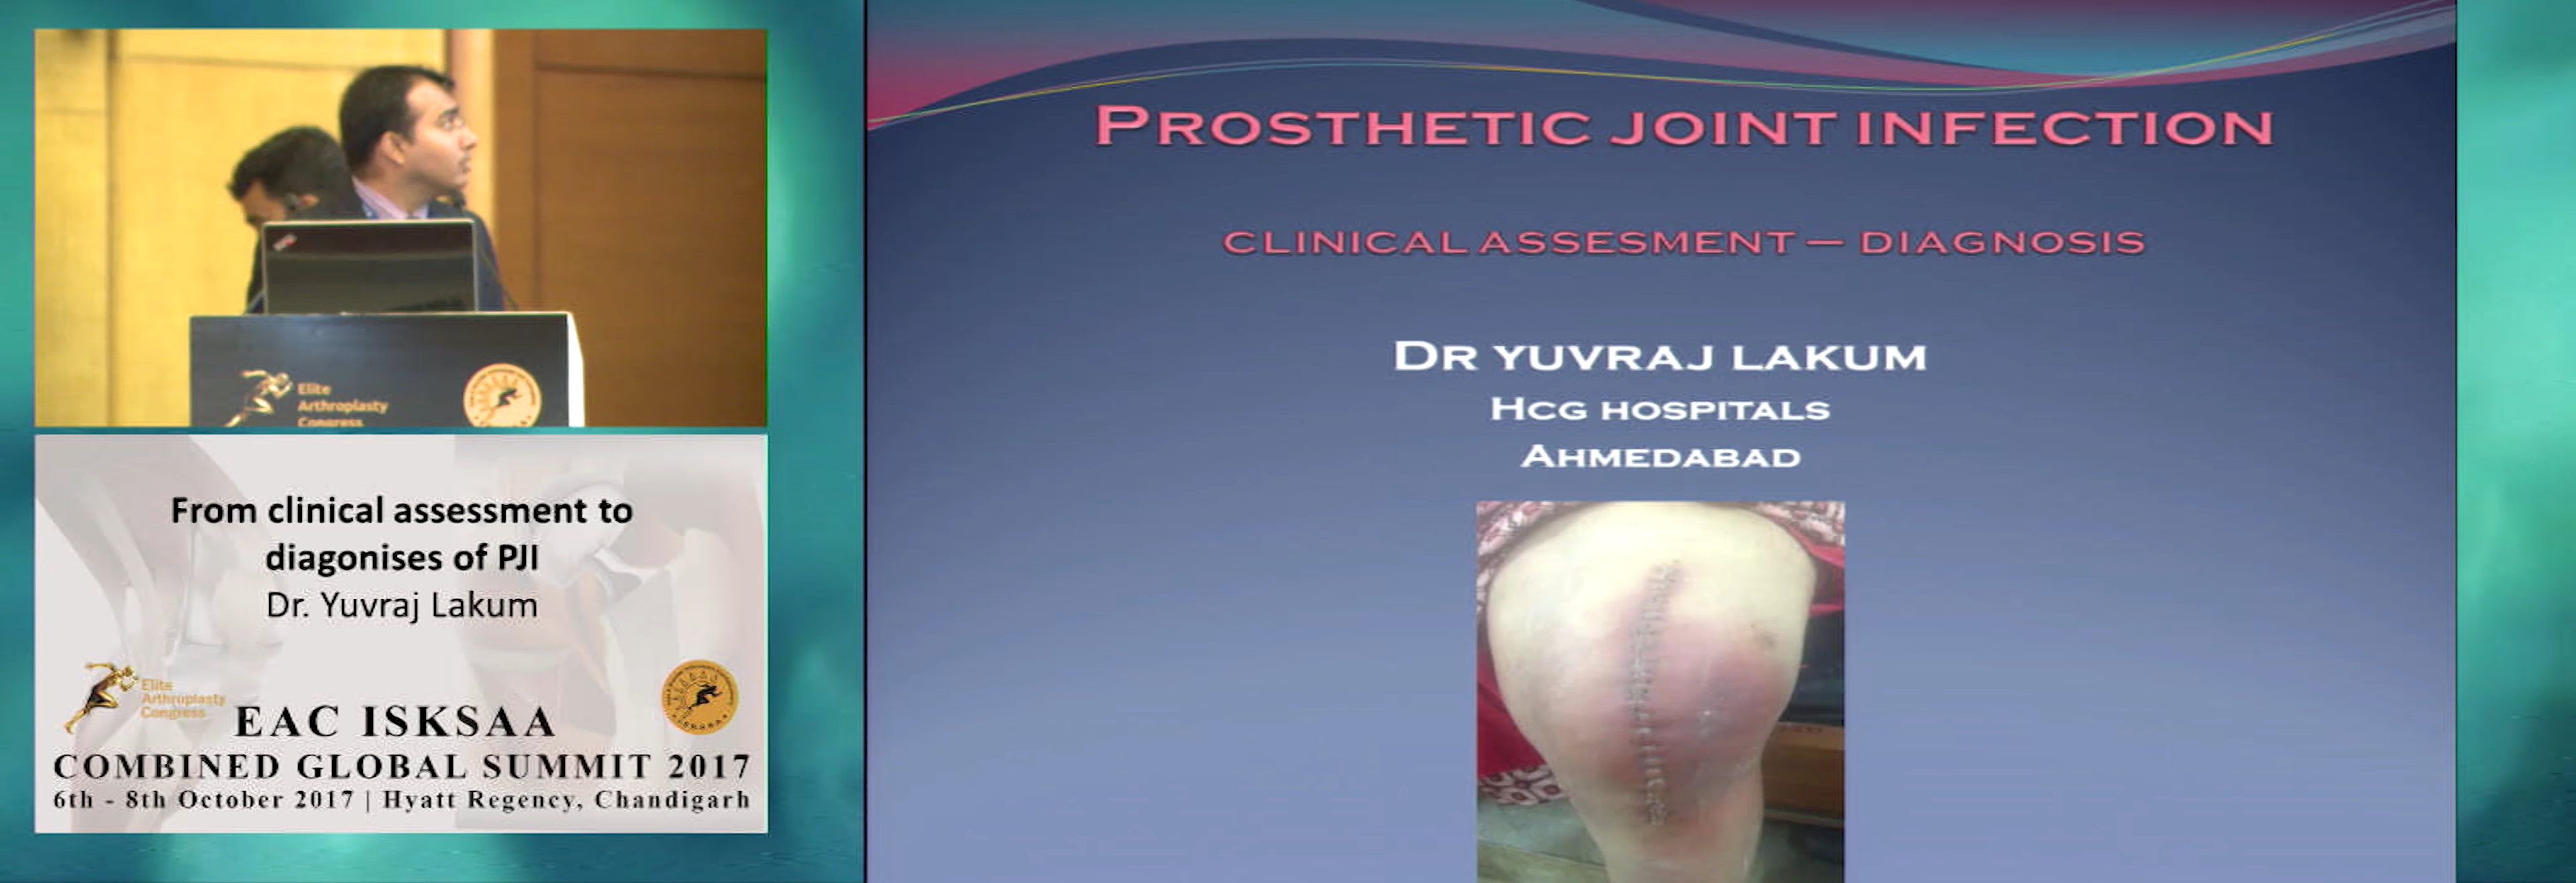 Elite
Arthroplasty
Congress
From clinical assessment to
diagonises of PJI
Dr. Yuvraj Lakum
Elite
Arthroplasty
Congress
EAC ISKSAA
COMBINED GLOBAL SUMMIT 2017
6th - 8th October 2017 | Hyatt Regency, Chandigarh
PROSTHETIC JOINT INFECTION
CLINICAL ASSESMENT – DIAGNOSIS
DR YUVRAJ LAKUM
HCG HOSPITALS
AHMEDABAD